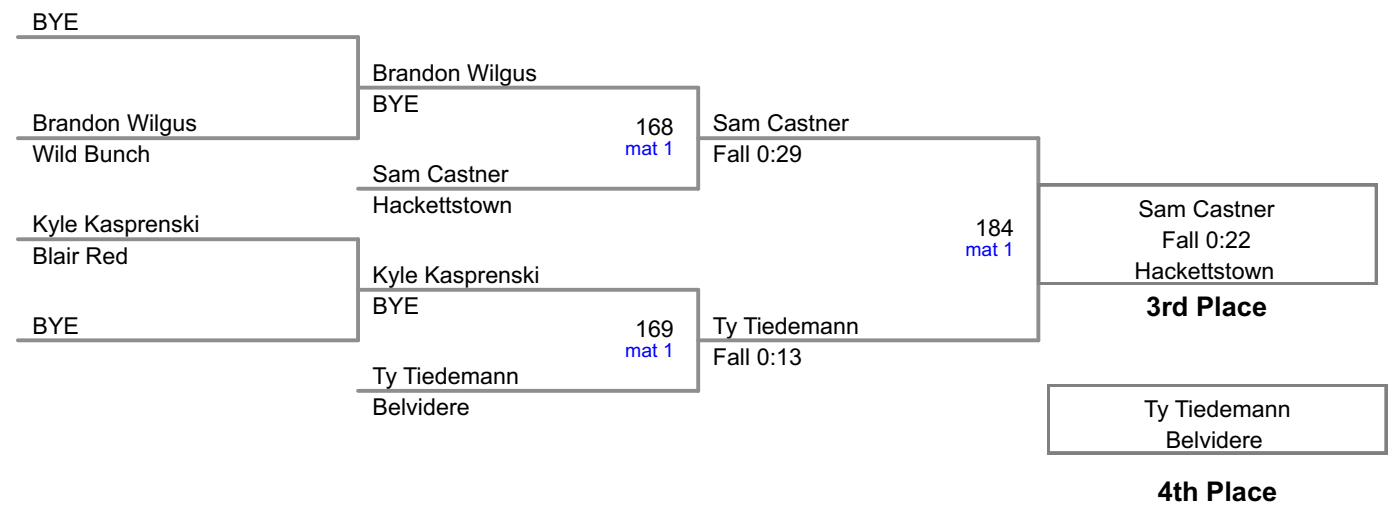 BYE
Brandon Wilgus
Wild Bunch
Kyle Kasprenski
Blair Red
BYE
Brandon Wilgus
BYE
168
mat 1
Sam Castner
Hackettstown
Kyle Kasprenski
BYE
169
mat 1
Ty Tiedemann
Belvidere
Sam Castner
Fall 0:29
184
mat 1
Ty Tiedemann
Fall 0:13
Sam Castner
Fall 0:22
Hackettstown
3rd Place
Ty Tiedemann
Belvidere
4th Place